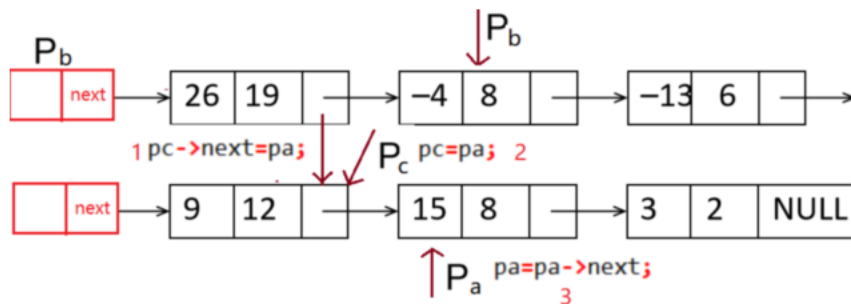 Pb
Pb
next 26 19 −4 8 −13 6
1 pc->next=pa; Pc pc=pa; 2
next 9 12 15 8 3 2 NULL
Pa pa=pa->next;
3